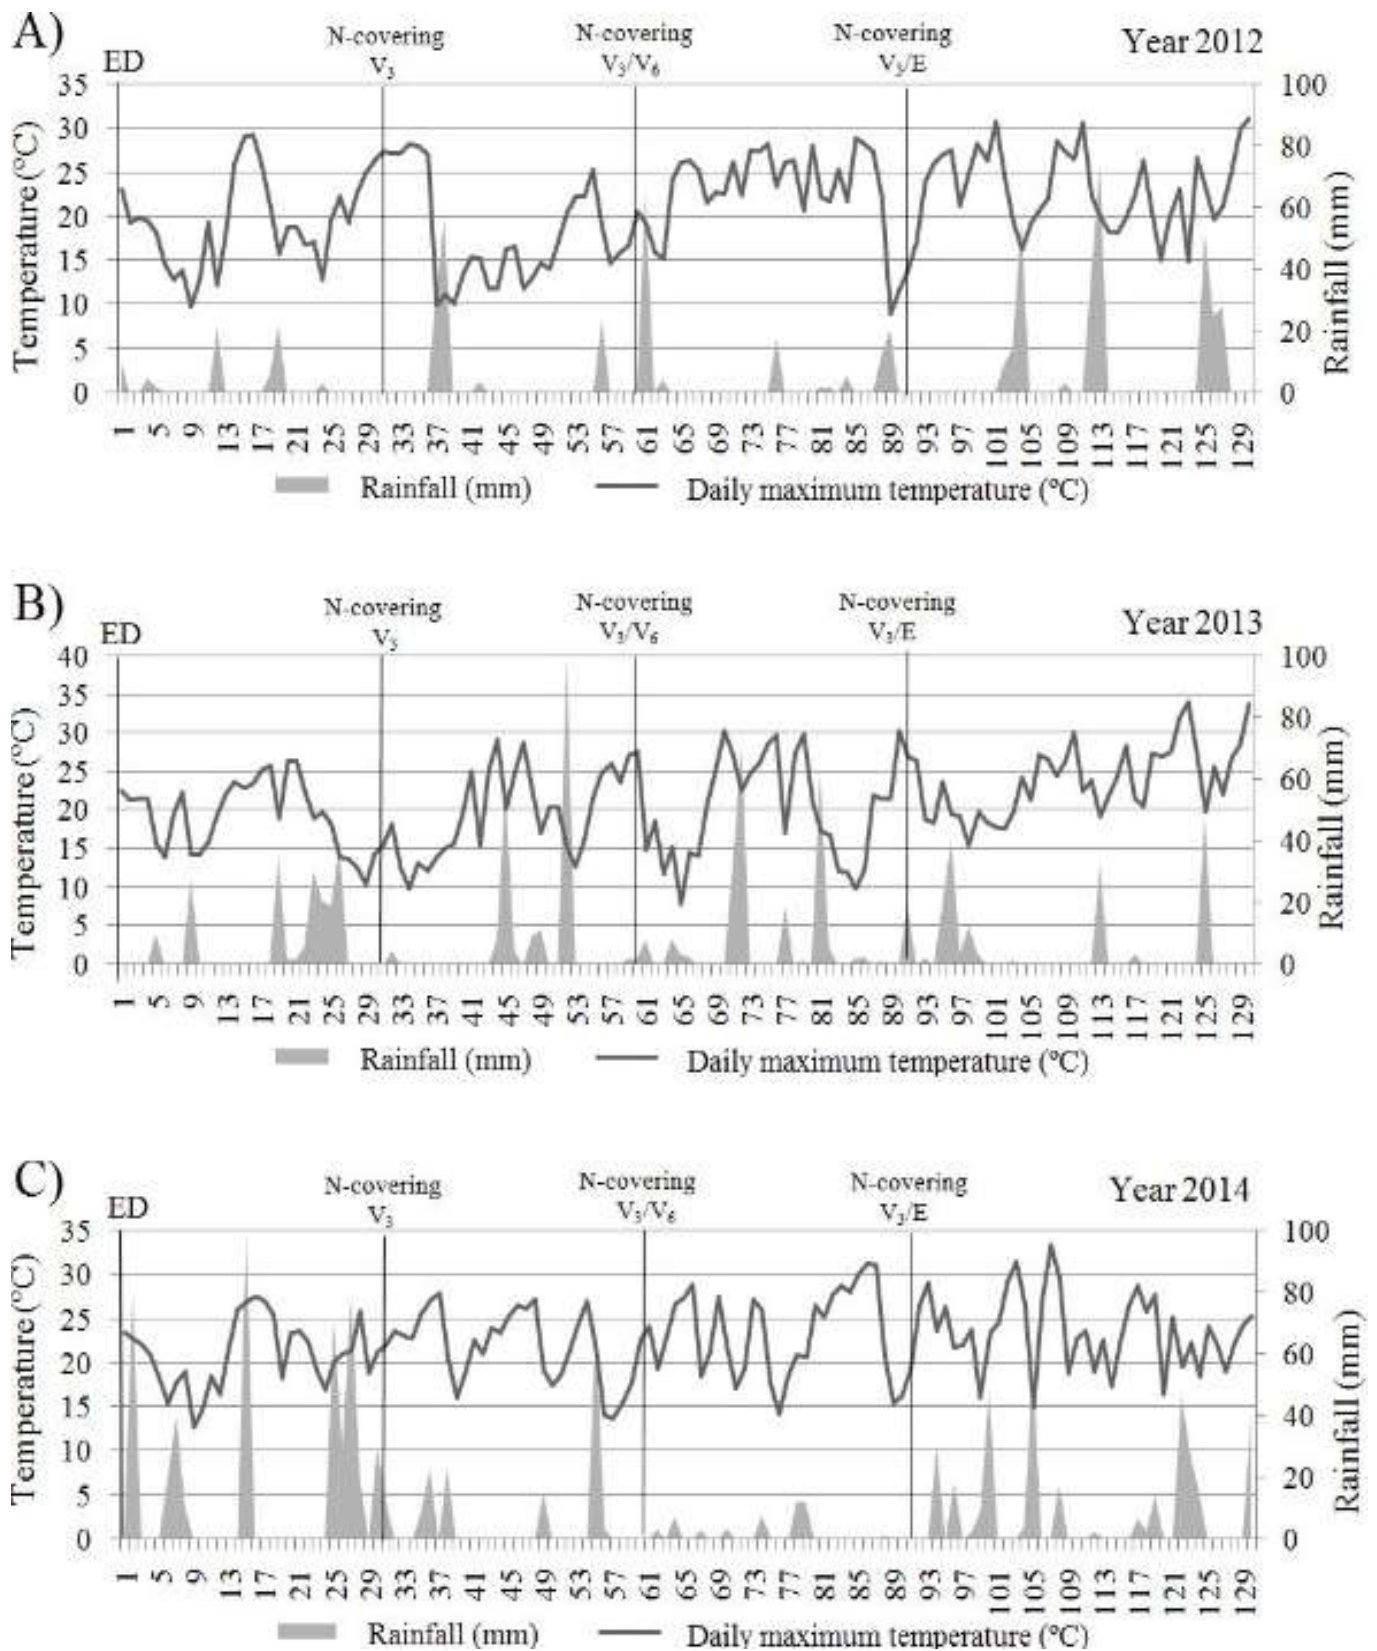 A)
N-covering N-covering N-covering Year 2012
ED V₃ V₃/V₆ V₃/E
35 100
30 80
25
20 60
15 40
10
5 20
0 0
Temperature (°C)
Rainfall (mm)
1 5 9 13 17 21 25 29 33 37 41 45 49 53 57 61 65 69 73 77 81 85 89 93 97 101 105 109 113 117 121 125 129
Rainfall (mm) Daily maximum temperature (ºC)
B)
N-covering N-covering N-covering Year 2013
ED V₅ V₃/V₆ V₃/E
40 100
35 80
30
25 60
20
15 40
10 20
5
0 0
Temperature (°C)
Rainfall (mm)
1 5 9 13 17 21 25 29 33 37 41 45 49 53 57 61 65 69 73 77 81 85 89 93 97 101 105 109 113 117 121 125 129
Rainfall (mm) Daily maximum temperature (ºC)
C)
N-covering N-covering N-covering Year 2014
ED V₃ V₃/V₆ V₃/E
35 100
30 80
25
20 60
15 40
10
5 20
0 0
Temperature (°C)
Rainfall (mm)
1 5 9 13 17 21 25 29 33 37 41 45 49 53 57 61 65 69 73 77 81 85 89 93 97 101 105 109 113 117 121 125 129
Rainfall (mm) Daily maximum temperature (ºC)